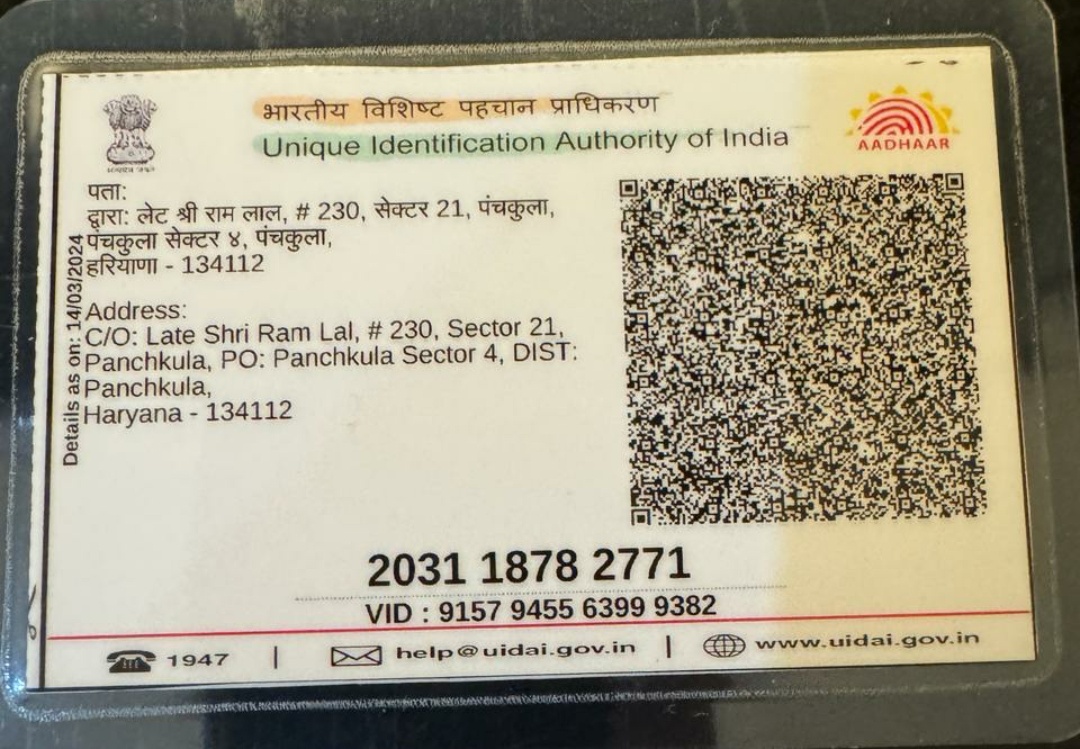 भारतीय विशिष्ट पहचान प्राधिकरण
Unique Identification Authority of India
AADHAAR
पता:
द्वारा: लेट श्री राम लाल, # 230, सेक्टर 21, पंचकुला,
पंचकुला सेक्टर ४, पंचकुला,
हरियाणा - 134112
Address:
C/O: Late Shri Ram Lal, # 230, Sector 21,
Panchkula, PO: Panchkula Sector 4, DIST:
Panchkula,
Haryana - 134112
Details as on: 14/03/2024
2031 1878 2771
VID : 9157 9455 6399 9382
1947 | help@uidai.gov.in | www.uidai.gov.in